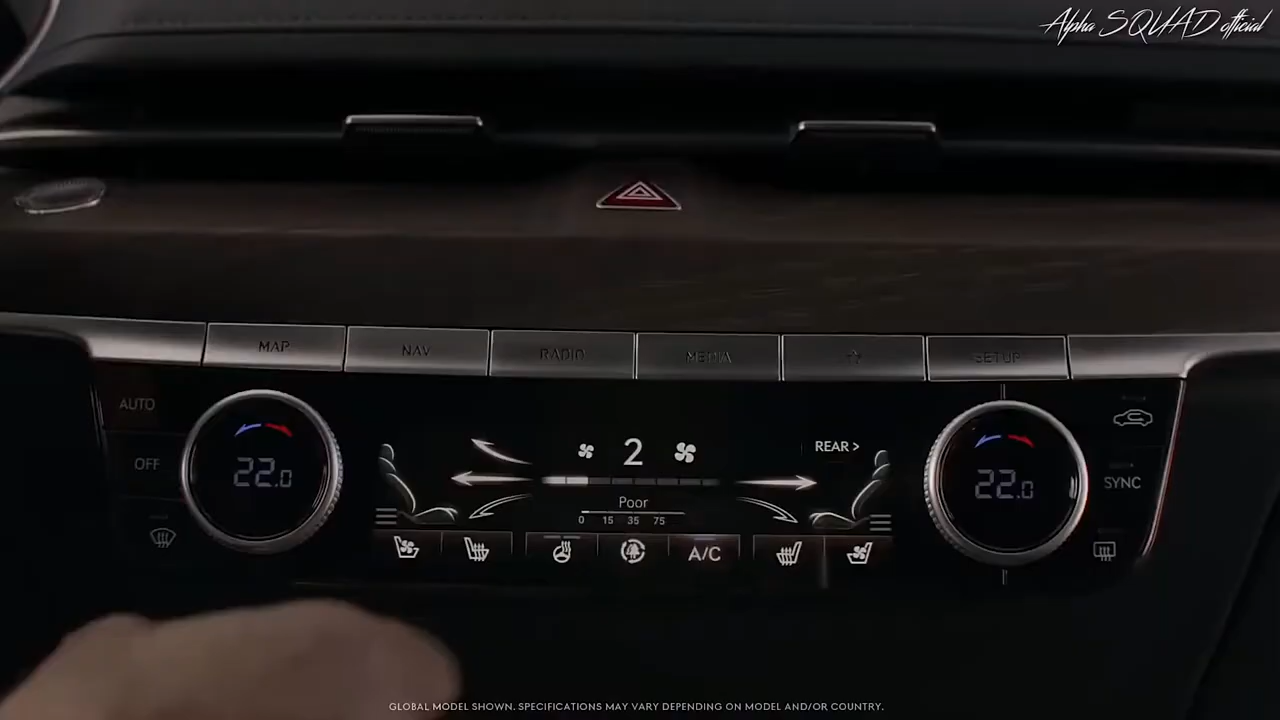 Alpha SQUAD official
MAP
NAV
RADIO
MEDIA
SETUP
AUTO
OFF
22.0
2
REAR >
Poor
0 15 35 75
A/C
22.0
SYNC
GLOBAL MODEL SHOWN. SPECIFICATIONS MAY VARY DEPENDING ON MODEL AND/OR COUNTRY.